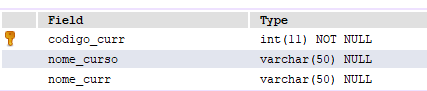 Field Type
codigo_curr int(11) NOT NULL
nome_curso varchar(50) NULL
nome_curr varchar(50) NULL